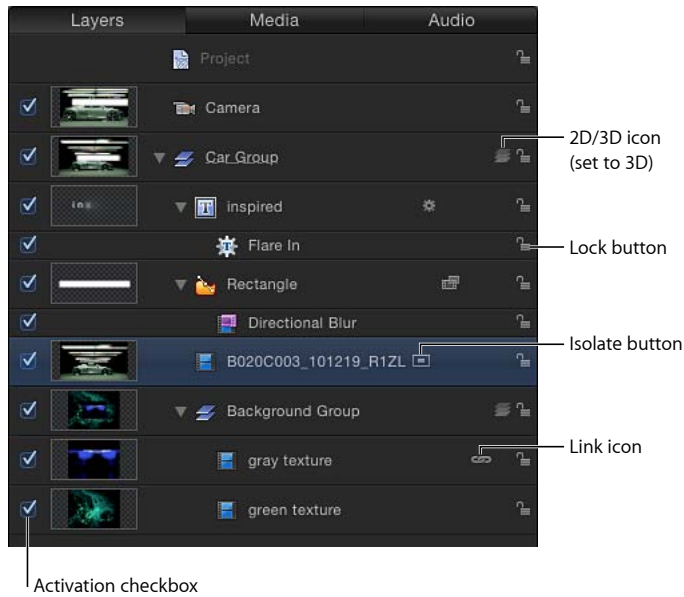 Layers Media Audio
Project
Camera
Car Group
2D/3D icon
(set to 3D)
inspired
Flare In
Lock button
Rectangle
Directional Blur
Isolate button
B020C003_101219_R1ZL
Background Group
Link icon
gray texture
green texture
Activation checkbox